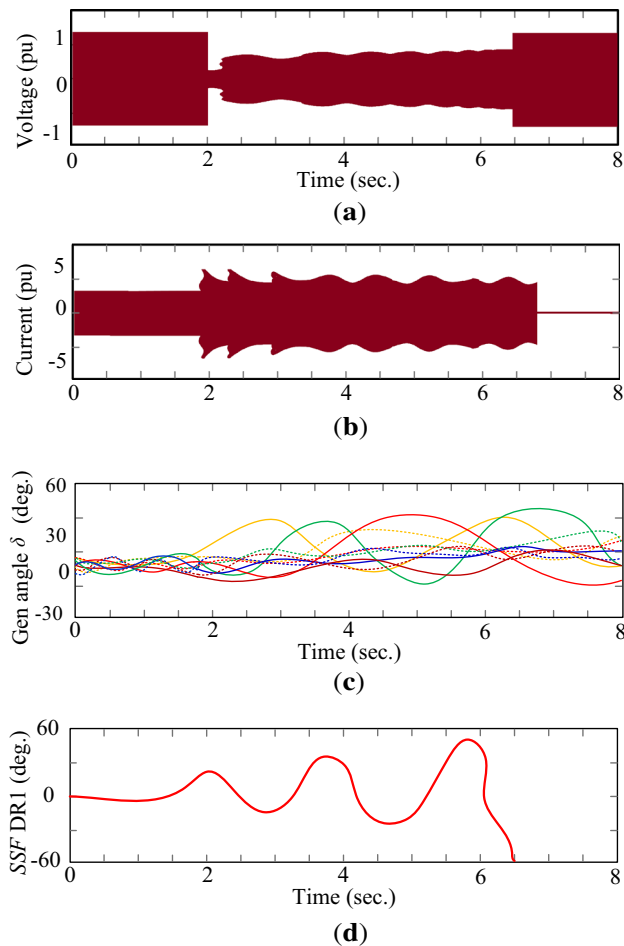 Voltage (pu)
1
0
-1
0 2 4 6 8
Time (sec.)
(a)
Current (pu)
5
0
-5
0 2 4 6 8
(b)
Gen angle δ (deg.)
60
30
0
-30
0 2 4 6 8
Time (sec.)
(c)
SSF DR1 (deg.)
60
0
-60
0 2 4 6 8
Time (sec.)
(d)